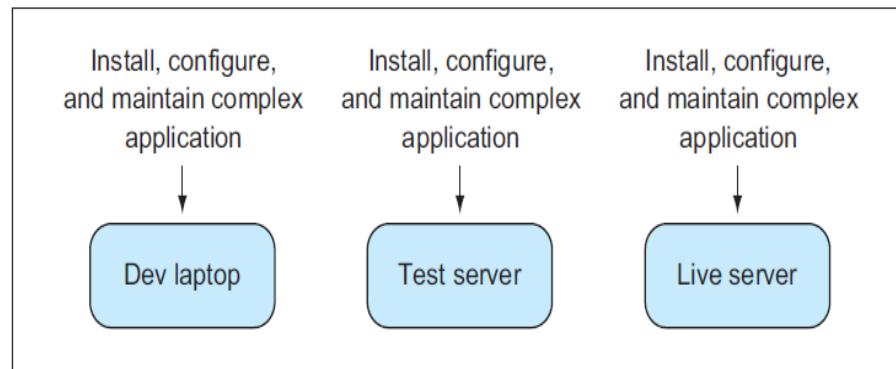 Install, configure,
and maintain complex
application
Install, configure,
and maintain complex
application
Install, configure,
and maintain complex
application
Dev laptop
Test server
Live server